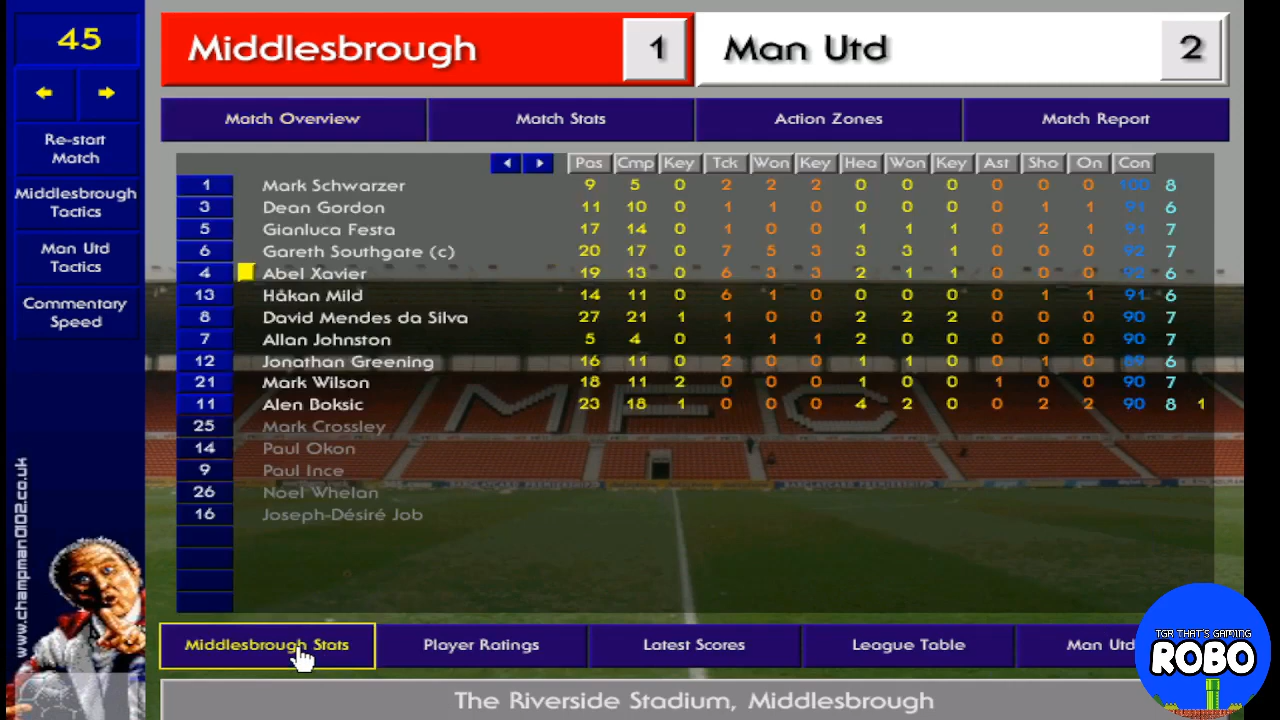 45
Middlesbrough 1 Man Utd 2
Match Overview Match Stats Action Zones Match Report
Re-start
Match
Middlesbrough
Tactics
Man Utd
Tactics
Commentary
Speed
Pas Cmp Key Tck Won Key Hea Won Key Ast Sho On Con
1 Mark Schwarzer 9 5 0 2 2 2 0 0 0 0 0 0 100 8
3 Dean Gordon 11 10 0 1 1 0 0 0 0 0 1 1 91 6
5 Gianluca Festa 17 14 0 1 0 0 1 1 1 0 2 1 91 7
6 Gareth Southgate (c) 20 17 0 7 5 3 3 3 1 0 0 0 92 7
4 Abel Xavier 19 13 0 6 3 3 2 1 1 0 0 0 92 6
13 Håkan Mild 14 11 0 6 1 0 0 0 0 0 1 1 91 6
8 David Mendes da Silva 27 21 1 1 0 0 2 2 2 0 0 0 90 7
7 Allan Johnston 5 4 0 1 1 1 2 0 0 0 0 0 90 7
12 Jonathan Greening 16 11 0 2 0 0 1 1 0 0 1 0 89 6
21 Mark Wilson 18 11 2 0 0 0 1 0 0 1 0 0 90 7
11 Alen Boksic 23 18 1 0 0 0 4 2 0 0 2 2 90 8 1
25 Mark Crossley
14 Paul Okon
9 Paul Ince
26 Noel Whelan
16 Joseph-Désiré Job
MFC
www.champman0102.co.uk
Middlesbrough Stats Player Ratings Latest Scores League Table Man Utd
The Riverside Stadium, Middlesbrough
TGR THAT'S GAMING
ROBO